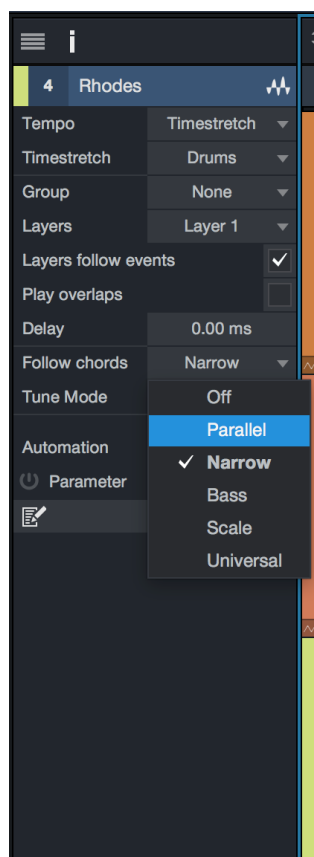 i
4 Rhodes
Tempo Timestretch
Timestretch Drums
Group None
Layers Layer 1
Layers follow events
Play overlaps
Delay 0.00 ms
Follow chords Narrow
Tune Mode
Off
Parallel
Automation
Narrow
Parameter
Bass
Scale
Universal